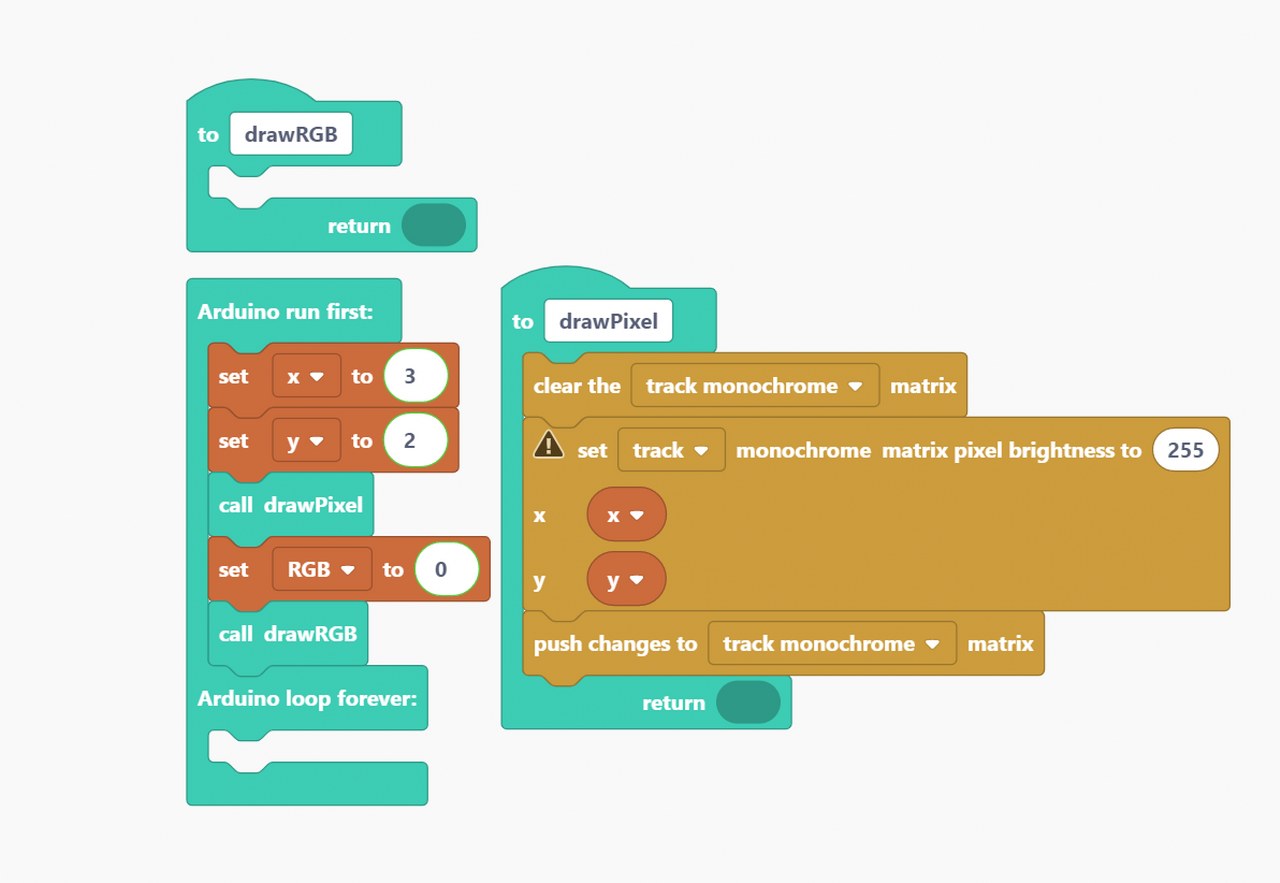 to drawRGB
return
Arduino run first:
set x to 3
set y to 2
call drawPixel
set RGB to 0
call drawRGB
Arduino loop forever:
to drawPixel
clear the track monochrome matrix
set track monochrome matrix pixel brightness to 255
x x
y y
push changes to track monochrome matrix
return